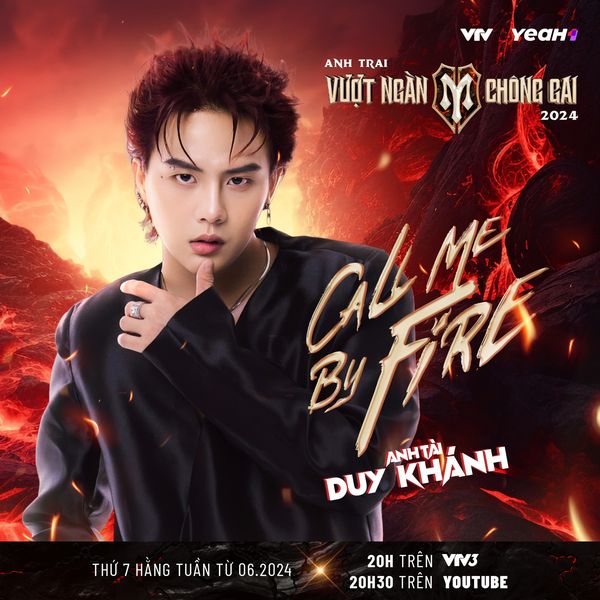 VTV YEAH1
ANH TRAI
VƯỢT NGÀN CHÔNG GAI
2024
CALL ME
BY FIRE
ANH TÀI
DUY KHÁNH
THỨ 7 HẰNG TUẦN TỪ 06.2024
20H TRÊN VTV3
20H30 TRÊN YOUTUBE